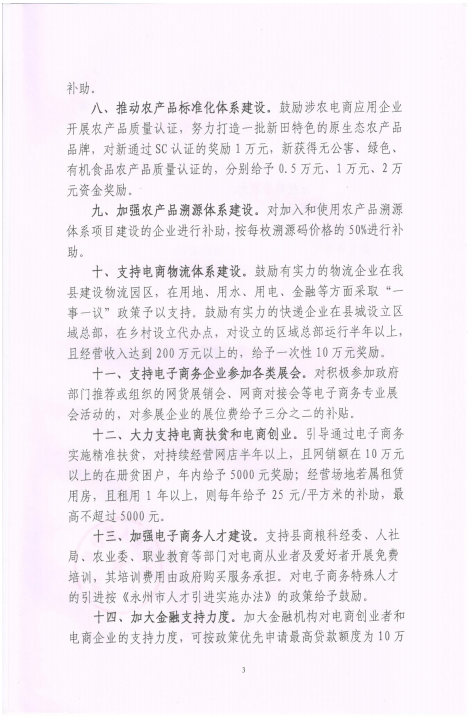 补助。
八、推动农产品标准化体系建设。鼓励涉农电商应用企业
开展农产品质量认证，努力打造一批新田特色的原生态农产品
品牌，对新通过SC认证的奖励1万元，新获得无公害、绿色、
有机食品农产品质量认证的，分别给予0.5万元、1万元、2万
元资金奖励。
九、加强农产品溯源体系建设。对加入和使用农产品溯源
体系项目建设的企业进行补助，按每枚溯源码价格的50%进行补
助。
十、支持电商物流体系建设。鼓励有实力的物流企业在我
县建设物流园区，在用地、用水、用电、金融等方面采取“一
事一议”政策予以支持。鼓励有实力的快递企业在县城设立区
域总部，在乡村设立代办点，对设立的区域总部运行半年以上，
且经营收入达到200万元以上的，给予一次性10万元奖励。
十一、支持电子商务企业参加各类展会。对积极参加政府
部门推荐或组织的网货展销会、网商对接会等电子商务专业展
会活动的，对参展企业的展位费给予三分之二的补贴。
十二、大力支持电商扶贫和电商创业。引导通过电子商务
实施精准扶贫，对持续经营网店半年以上，且网销额在10万元
以上的在册贫困户，年内给予5000元奖励；经营场地若属租赁
用房，且租用1年以上，则每年给予25元/平方米的补助，最
高不超过5000元。
十三、加强电子商务人才建设。支持县商粮科经委、人社
局、农业委、职业教育等部门对电商从业者及爱好者开展免费
培训，其培训费用由政府购买服务承担。对电子商务特殊人才
的引进按《永州市人才引进实施办法》的政策给予鼓励。
十四、加大金融支持力度。加大金融机构对电商创业者和
电商企业的支持力度，可按政策优先申请最高贷款额度为10万
3